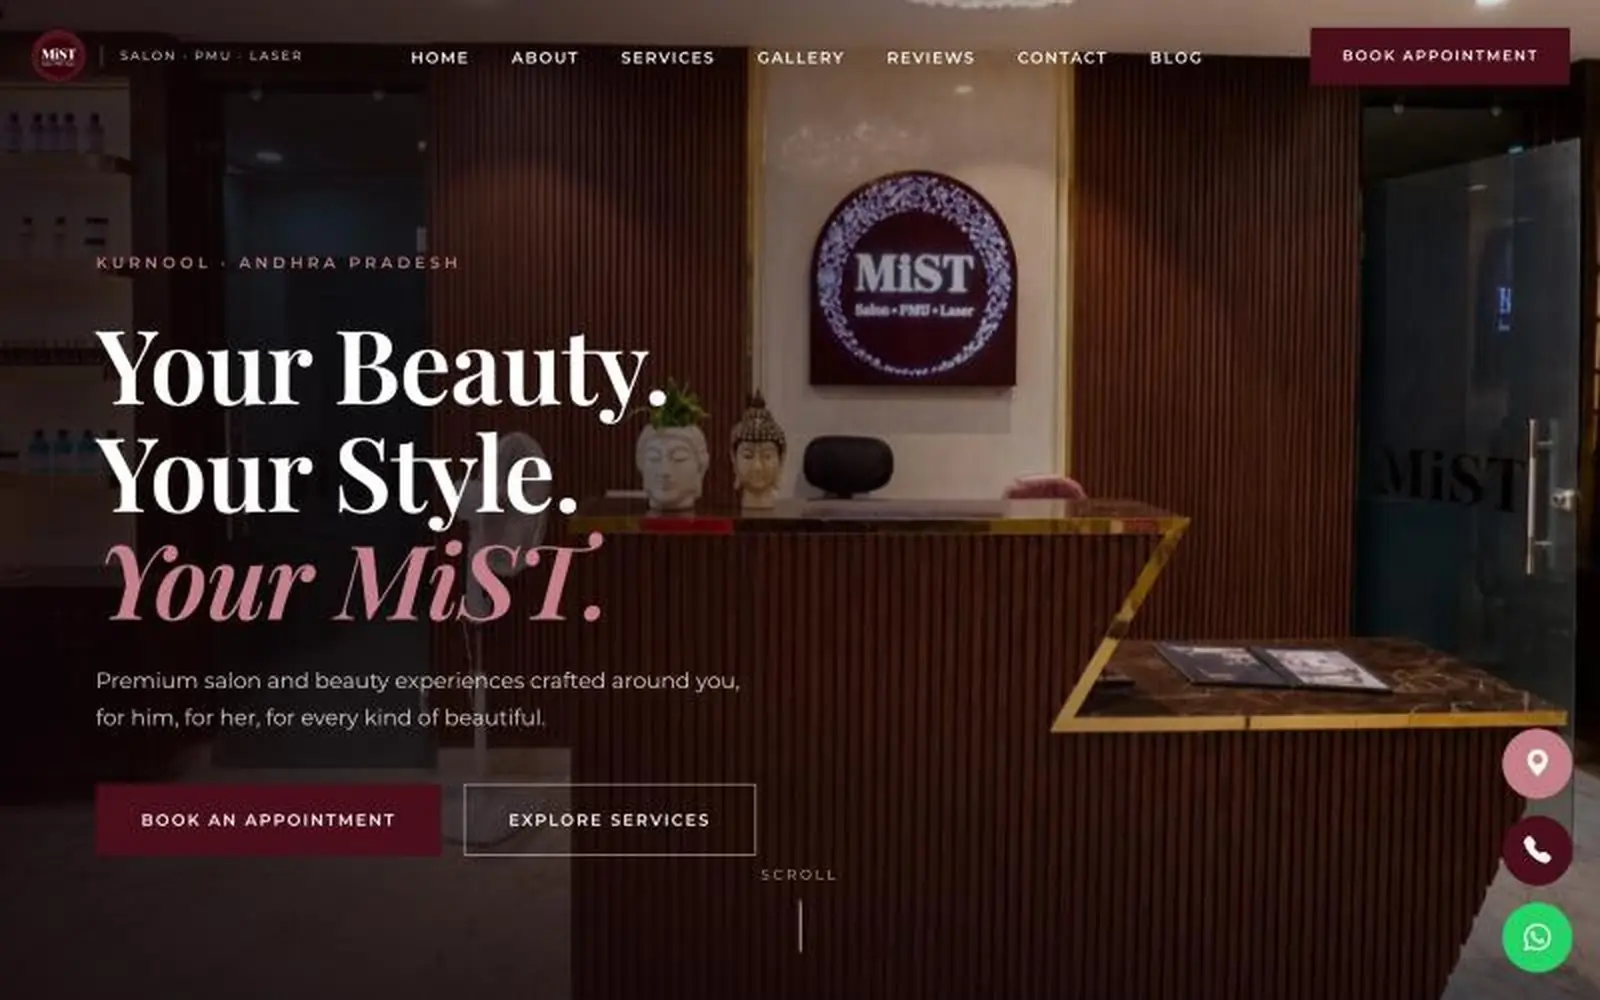 MiST
SALON · PMU · LASER
HOME
ABOUT
SERVICES
GALLERY
REVIEWS
CONTACT
BLOG
BOOK APPOINTMENT
MiST
Salon • PMU • Laser
KURNOOL · ANDHRA PRADESH
Your Beauty.
Your Style.
Your MiST.
MiST
Premium salon and beauty experiences crafted around you,
for him, for her, for every kind of beautiful.
BOOK AN APPOINTMENT
EXPLORE SERVICES
SCROLL